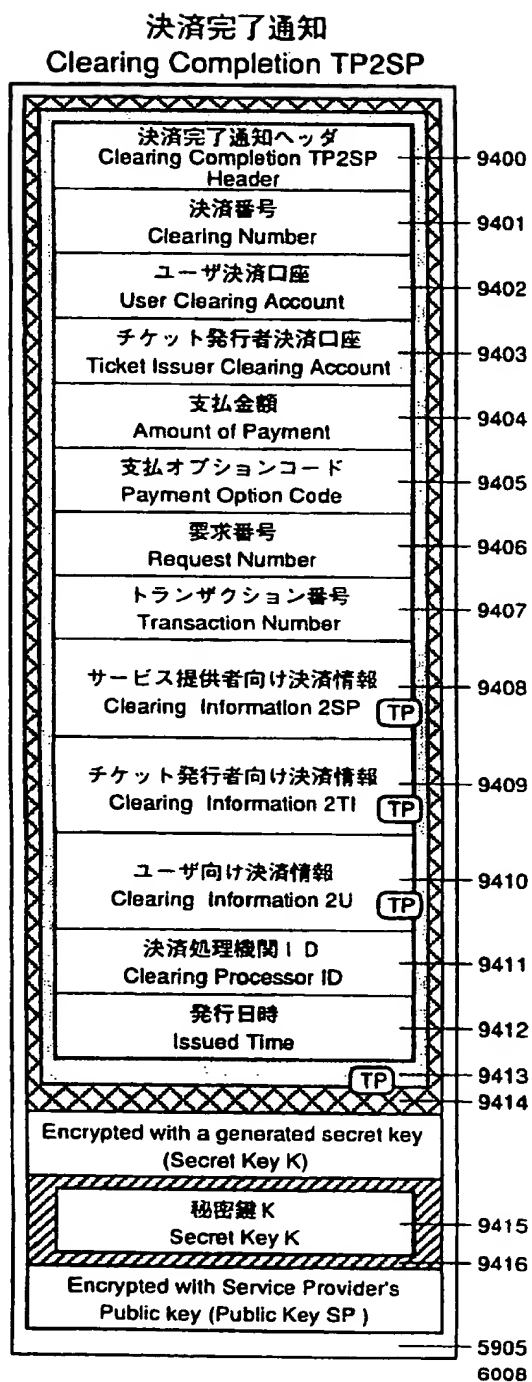 決済完了通知
Clearing Completion TP2SP
決済完了通知ヘッダ
Clearing Completion TP2SP
Header
9400
決済番号
Clearing Number
9401
ユーザ決済口座
User Clearing Account
9402
チケット発行者決済口座
Ticket Issuer Clearing Account
9403
支払金額
Amount of Payment
9404
支払オプションコード
Payment Option Code
9405
要求番号
Request Number
9406
トランザクション番号
Transaction Number
9407
サービス提供者向け決済情報
Clearing Information 2SP
TP
9408
チケット発行者向け決済情報
Clearing Information 2TI
TP
9409
ユーザ向け決済情報
Clearing Information 2U
TP
9410
決済処理機関ID
Clearing Processor ID
9411
発行日時
Issued Time
9412
TP
9413
9414
Encrypted with a generated secret key
(Secret Key K)
秘密鍵K
Secret Key K
9415
9416
Encrypted with Service Provider's
Public key (Public Key SP )
5905
6008